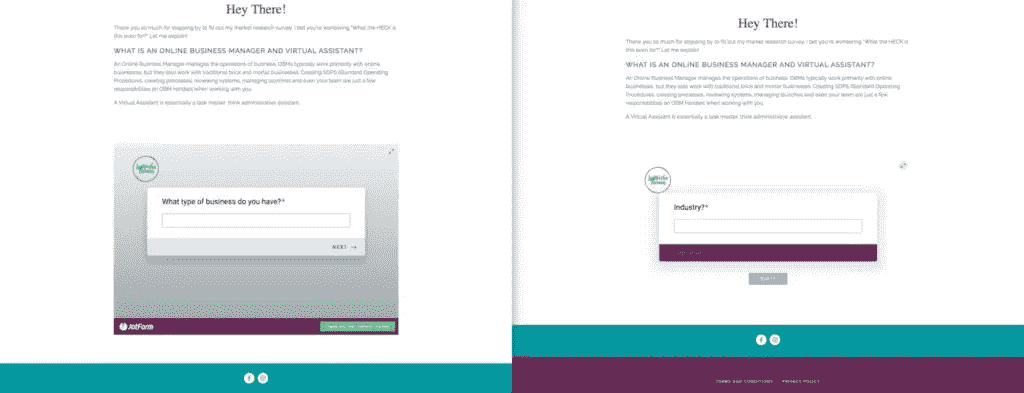 Hey There!
Thank you so much for stopping by to fill out my market research survey. I bet you're wondering "What the HECK is
this even for?" Let me explain!
WHAT IS AN ONLINE BUSINESS MANAGER AND VIRTUAL ASSISTANT?
An Online Business Manager manages the operations of business. OBMs typically work primarily with online
businesses, but they also work with traditional brick and mortar businesses. Creating SOPS (Standard Operating
Procedures, creating processes, reviewing systems, managing launches and even your team are just a few
responsibilities an OBM handles when working with you.
A Virtual Assistant is essentially a task master, think administrative assistant.
What type of business do you have?*
NEXT →
JotForm
Hey There!
Thank you so much for stopping by to fill out my market research survey. I bet you're wondering "What the HECK is
this even for?" Let me explain!
WHAT IS AN ONLINE BUSINESS MANAGER AND VIRTUAL ASSISTANT?
An Online Business Manager manages the operations of business. OBMs typically work primarily with online
businesses, but they also work with traditional brick and mortar businesses. Creating SOPS (Standard Operating
Procedures, creating processes, reviewing systems, managing launches and even your team are just a few
responsibilities an OBM handles when working with you.
A Virtual Assistant is essentially a task master, think administrative assistant.
Industry?*
TERMS AND CONDITIONS PRIVACY POLICY